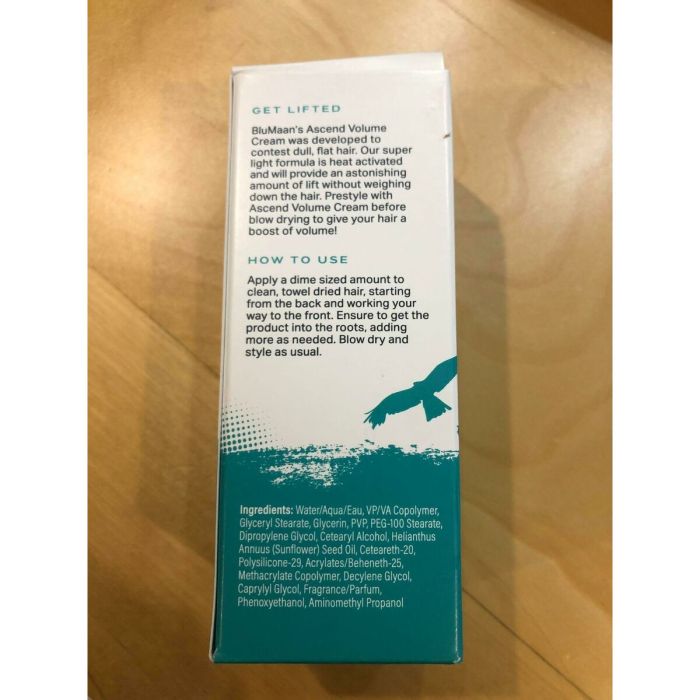 GET LIFTED
BluMaan's Ascend Volume
Cream was developed to
contest dull, flat hair. Our super
light formula is heat activated
and will provide an astonishing
amount of lift without weighing
down the hair. Prestyle with
Ascend Volume Cream before
blow drying to give your hair a
boost of volume!
HOW TO USE
Apply a dime sized amount to
clean, towel dried hair, starting
from the back and working your
way to the front. Ensure to get the
product into the roots, adding
more as needed. Blow dry and
style as usual.
Ingredients: Water/Aqua/Eau, VP/VA Copolymer,
Glyceryl Stearate, Glycerin, PVP, PEG-100 Stearate,
Dipropylene Glycol, Cetearyl Alcohol, Helianthus
Annuus (Sunflower) Seed Oil, Ceteareth-20,
Polysilicone-29, Acrylates/Beheneth-25,
Methacrylate Copolymer, Decylene Glycol,
Caprylyl Glycol, Fragrance/Parfum,
Phenoxyethanol, Aminomethyl Propanol